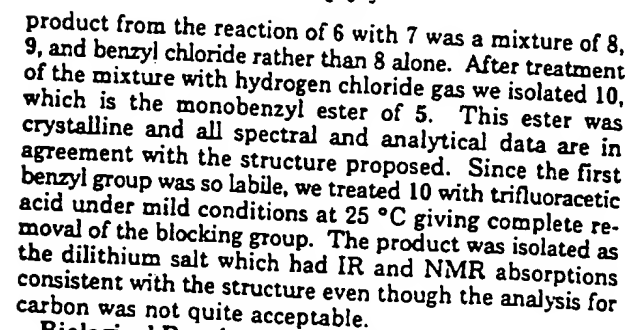 product from the reaction of 6 with 7 was a mixture of 8,
9, and benzyl chloride rather than 8 alone. After treatment
of the mixture with hydrogen chloride gas we isolated 10,
which is the monobenzyl ester of 5. This ester was
crystalline and all spectral and analytical data are in
agreement with the structure proposed. Since the first
benzyl group was so labile, we treated 10 with trifluoracetic
acid under mild conditions at 25 °C giving complete re-
moval of the blocking group. The product was isolated as
the dilithium salt which had IR and NMR absorptions
consistent with the structure even though the analysis for
carbon was not quite acceptable.